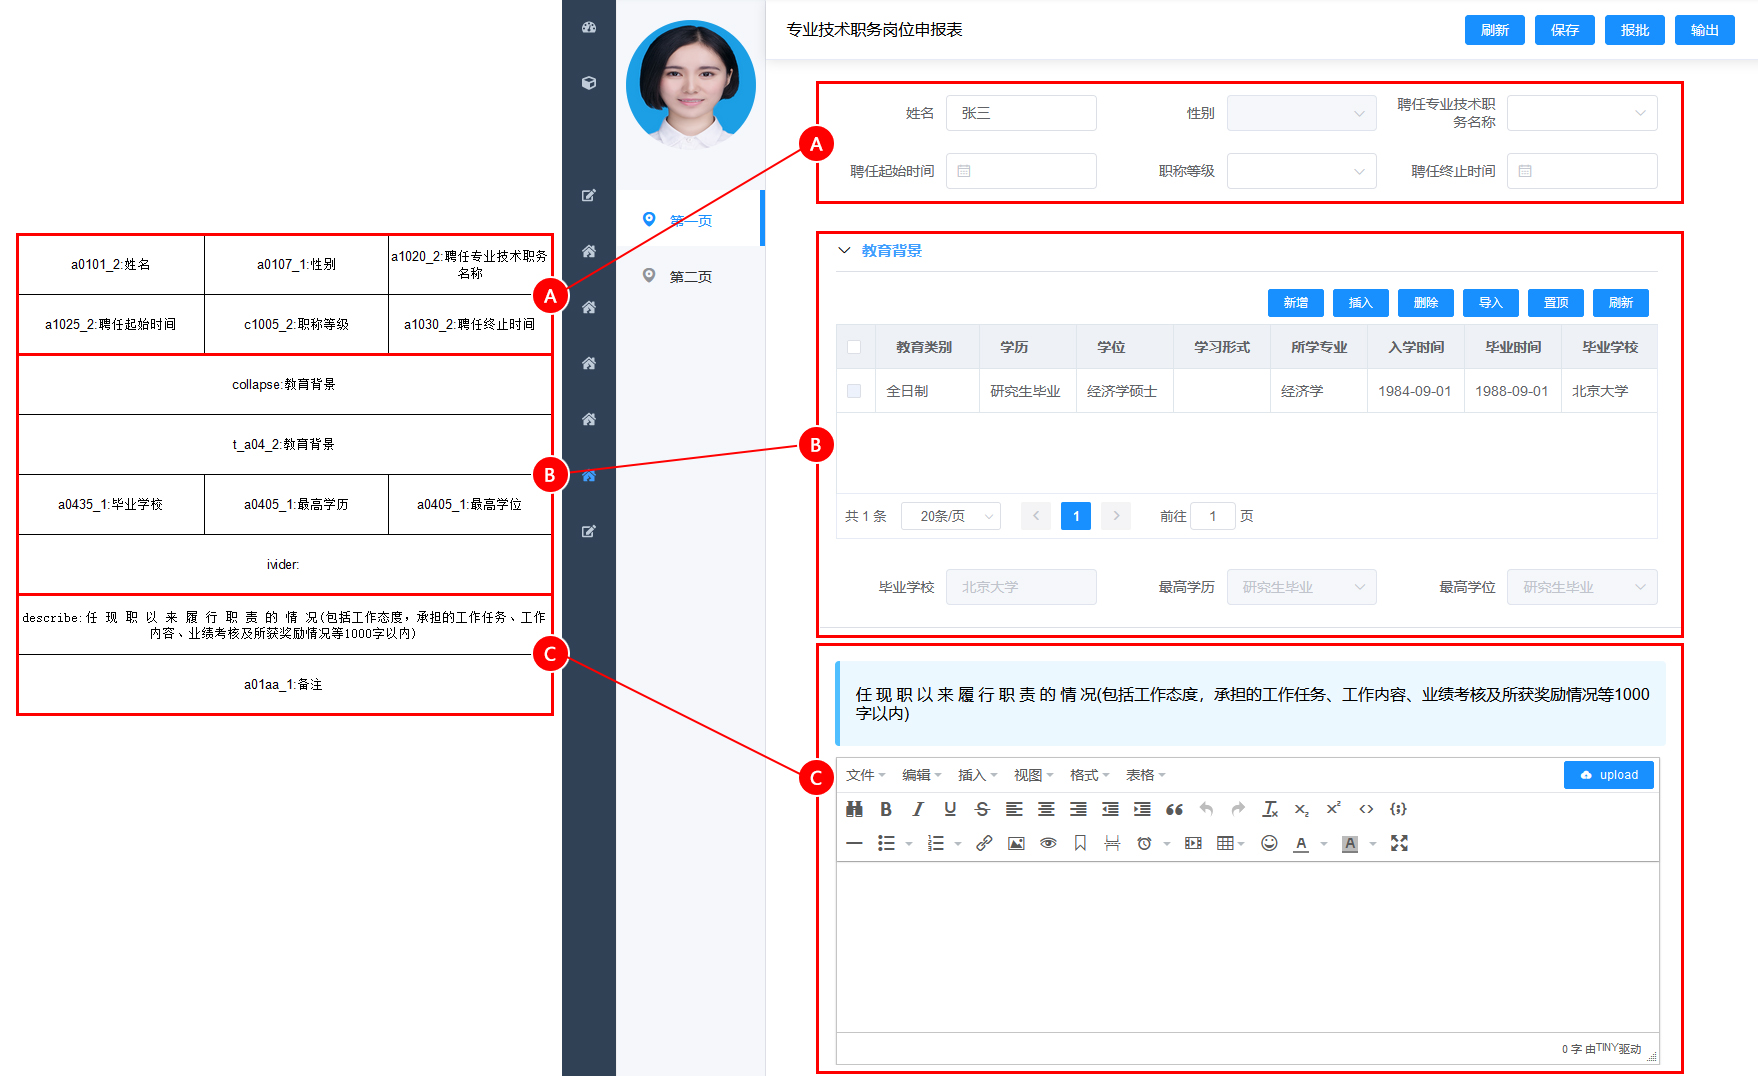 专业技术职务岗位申报表
刷新 保存 报批 输出
第一页
第二页
A
姓名 张三 性别 聘任专业技术职
务名称
聘任起始时间 职称等级 聘任终止时间
a0101_2:姓名 a0107_1:性别 a1020_2:聘任专业技术职务
名称
A
a1025_2:聘任起始时间 c1005_2:职称等级 a1030_2:聘任终止时间
collapse:教育背景
t_a04_2:教育背景
B
a0435_1:毕业学校 a0405_1:最高学历 a0405_1:最高学位
ivider:
describe:任 现 职 以 来 履 行 职 责 的 情 况(包括工作态度，承担的工作任务、工作
内容、业绩考核及所获奖励情况等1000字以内)
C
a01aa_1:备注
教育背景
新增 插入 删除 导入 置顶 刷新
教育类别 学历 学位 学习形式 所学专业 入学时间 毕业时间 毕业学校
全日制 研究生毕业 经济学硕士 经济学 1984-09-01 1988-09-01 北京大学
B
共 1 条 20条/页 1 前往 1 页
毕业学校 北京大学 最高学历 研究生毕业 最高学位 研究生毕业
任 现 职 以 来 履 行 职 责 的 情 况(包括工作态度，承担的工作任务、工作内容、业绩考核及所获奖励情况等1000
字以内)
C
文件 编辑 插入 视图 格式 表格 upload
0 字 由TINY驱动